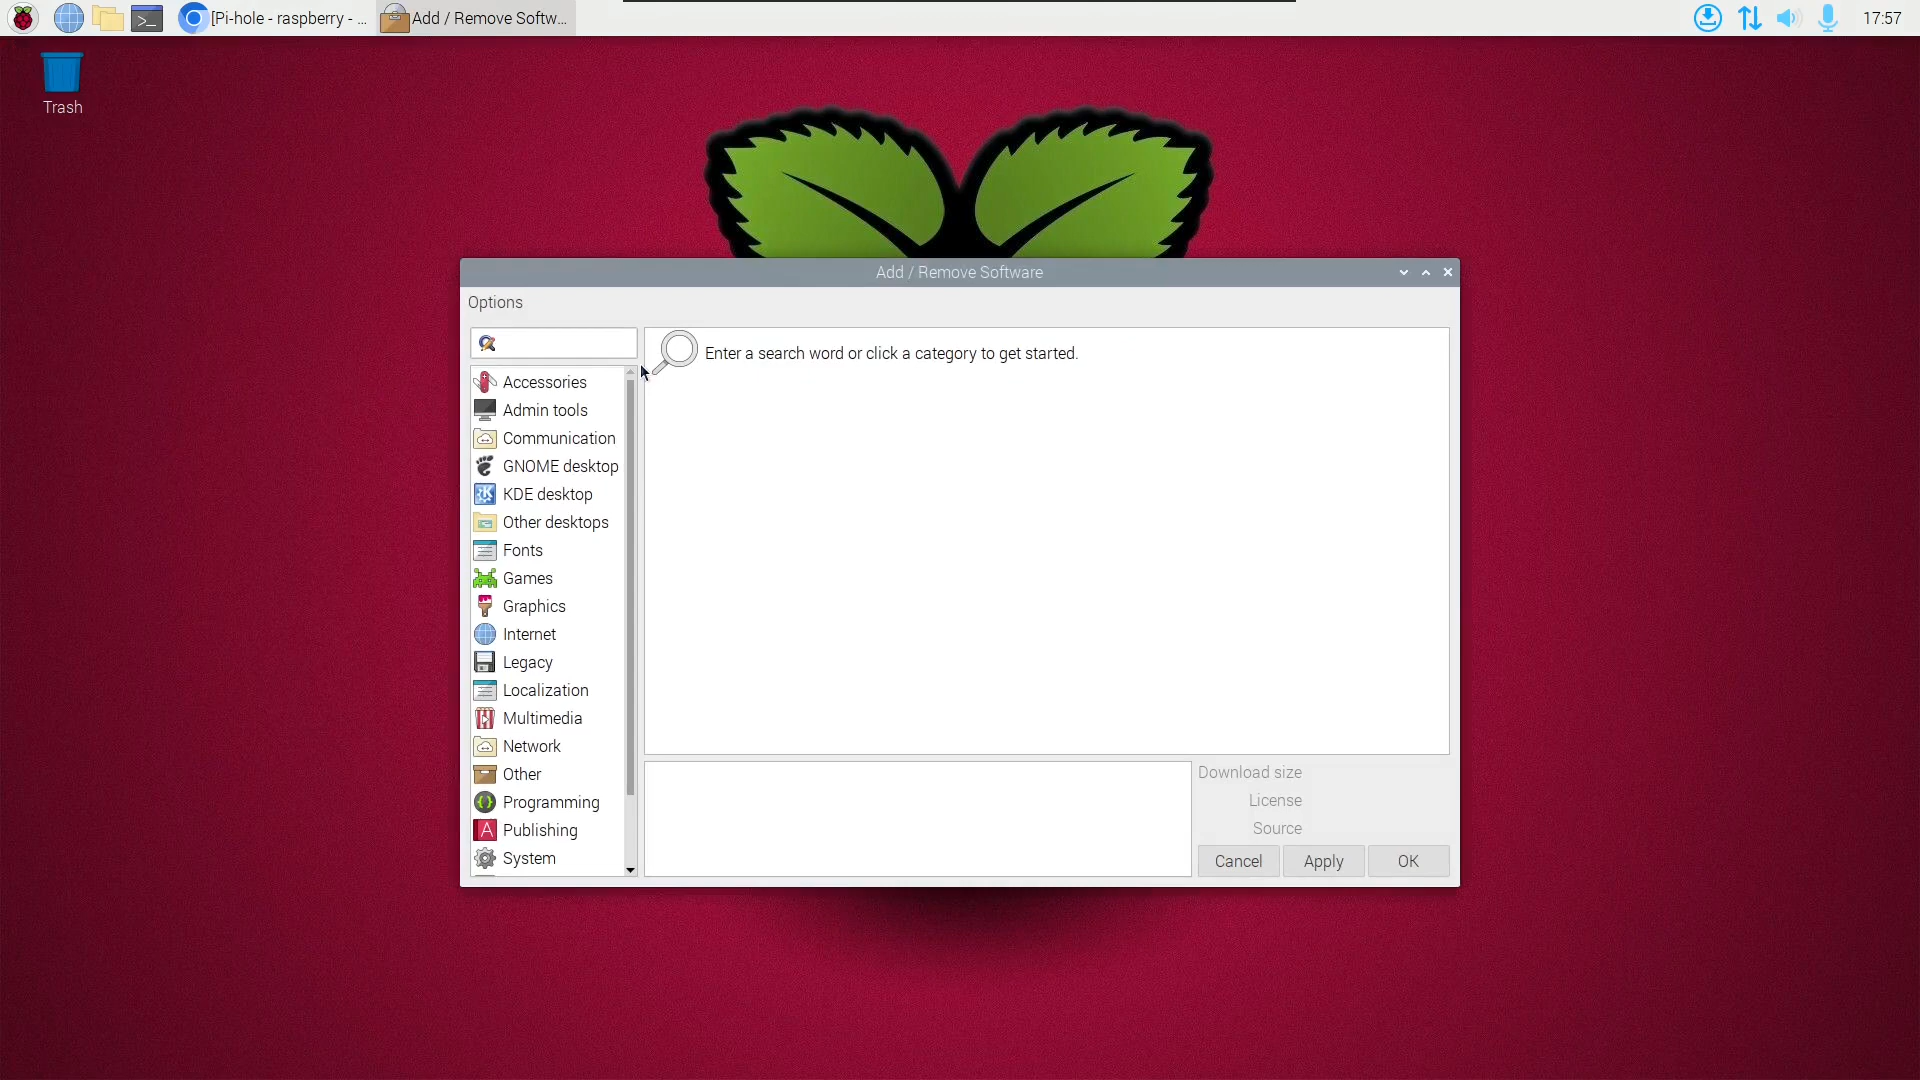 [Pi-hole - raspberry - ...
Add / Remove Softw...
17:57
Trash
Add / Remove Software
Options
Enter a search word or click a category to get started.
Accessories
Admin tools
Communication
GNOME desktop
KDE desktop
Other desktops
Fonts
Games
Graphics
Internet
Legacy
Localization
Multimedia
Network
Other
Programming
Publishing
System
Download size
License
Source
Cancel
Apply
OK